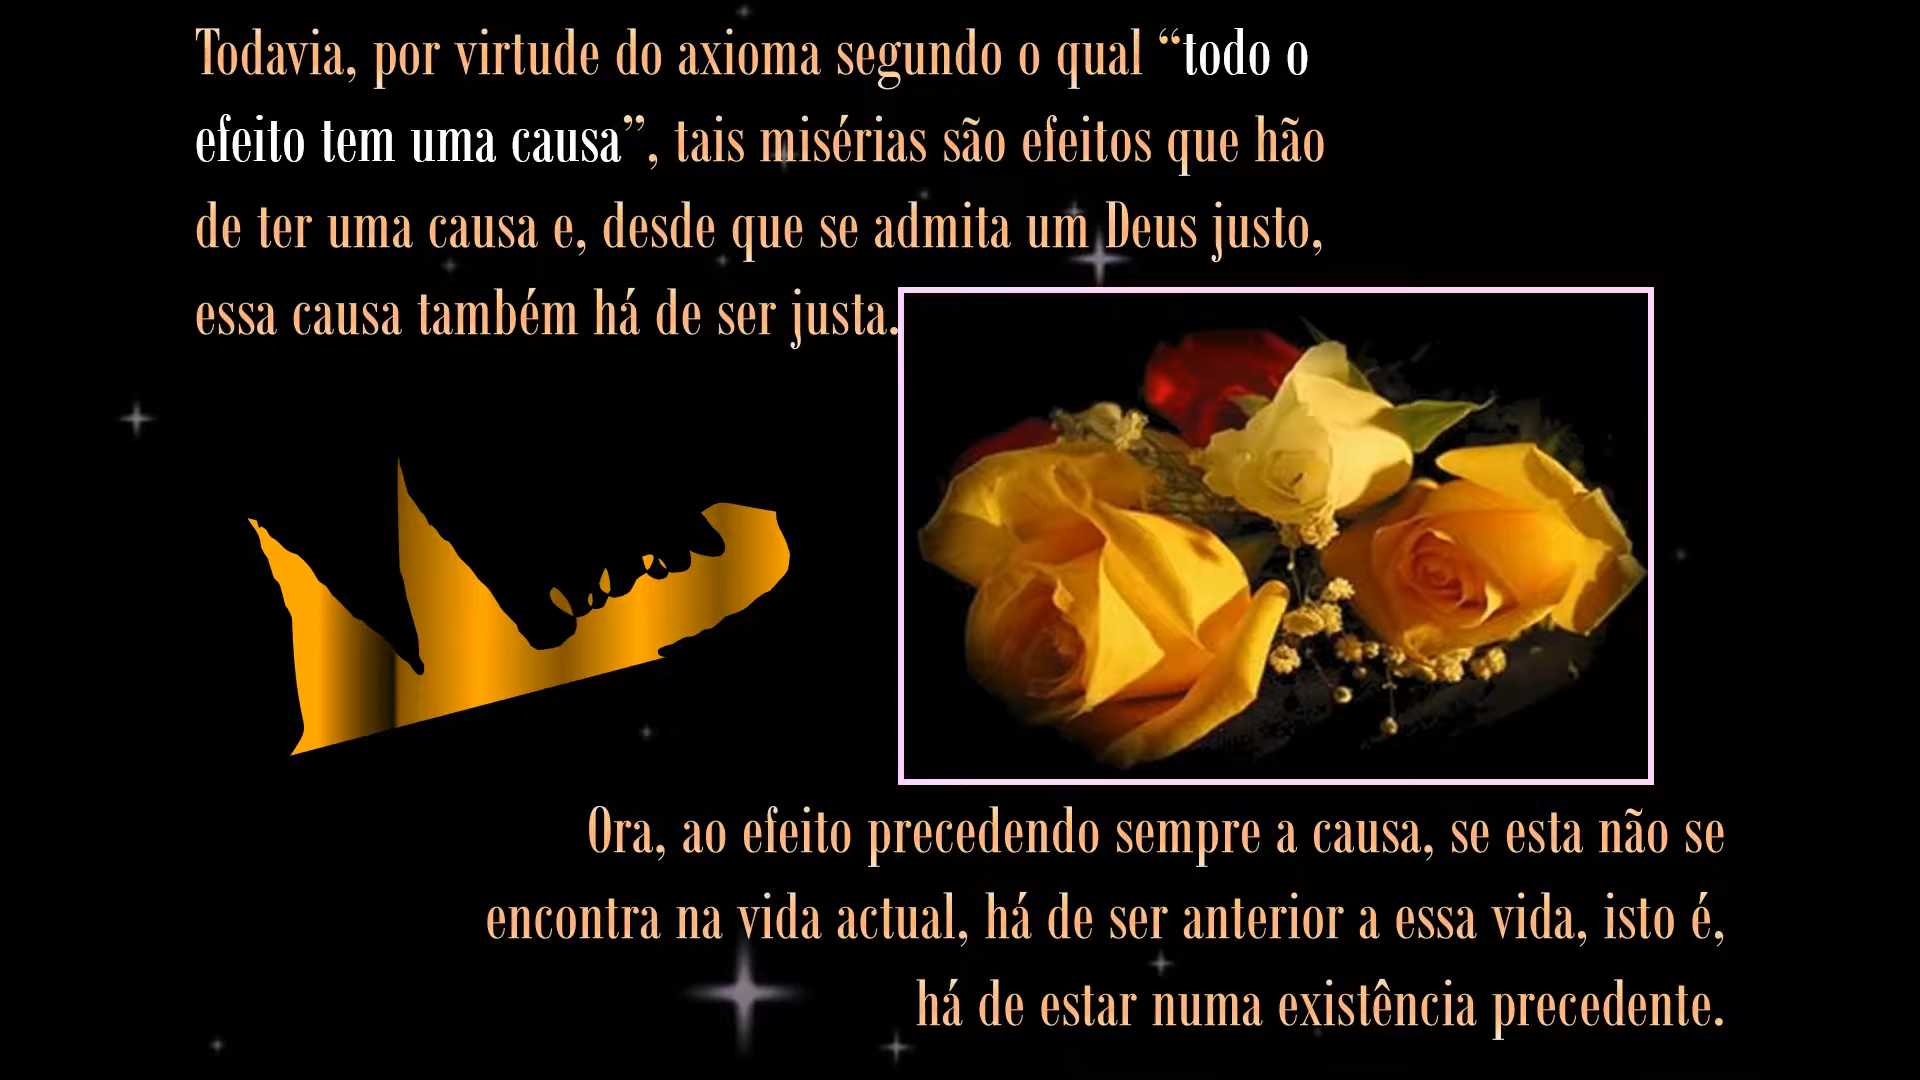 Todavia, por virtude do axioma segundo o qual “todo o
efeito tem uma causa”, tais misérias são efeitos que hão
de ter uma causa e, desde que se admita um Deus justo,
essa causa também há de ser justa.
Ora, ao efeito precedendo sempre a causa, se esta não se
encontra na vida actual, há de ser anterior a essa vida, isto é,
há de estar numa existência precedente.